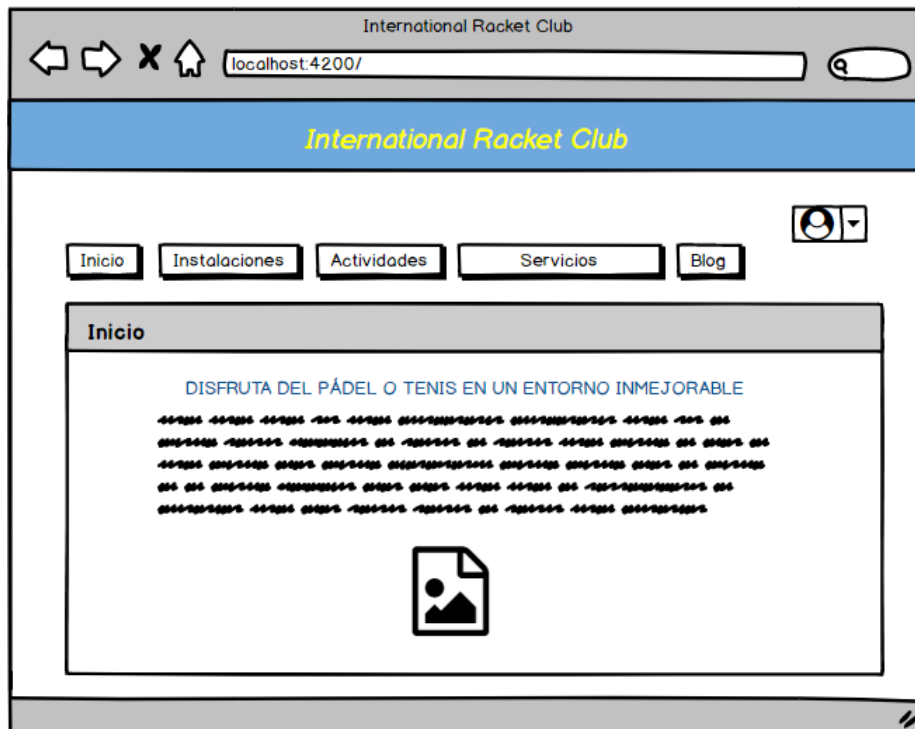 International Racket Club
localhost:4200/
International Racket Club
Inicio
Instalaciones
Actividades
Servicios
Blog
Inicio
DISFRUTA DEL PÁDEL O TENIS EN UN ENTORNO INMEJORABLE